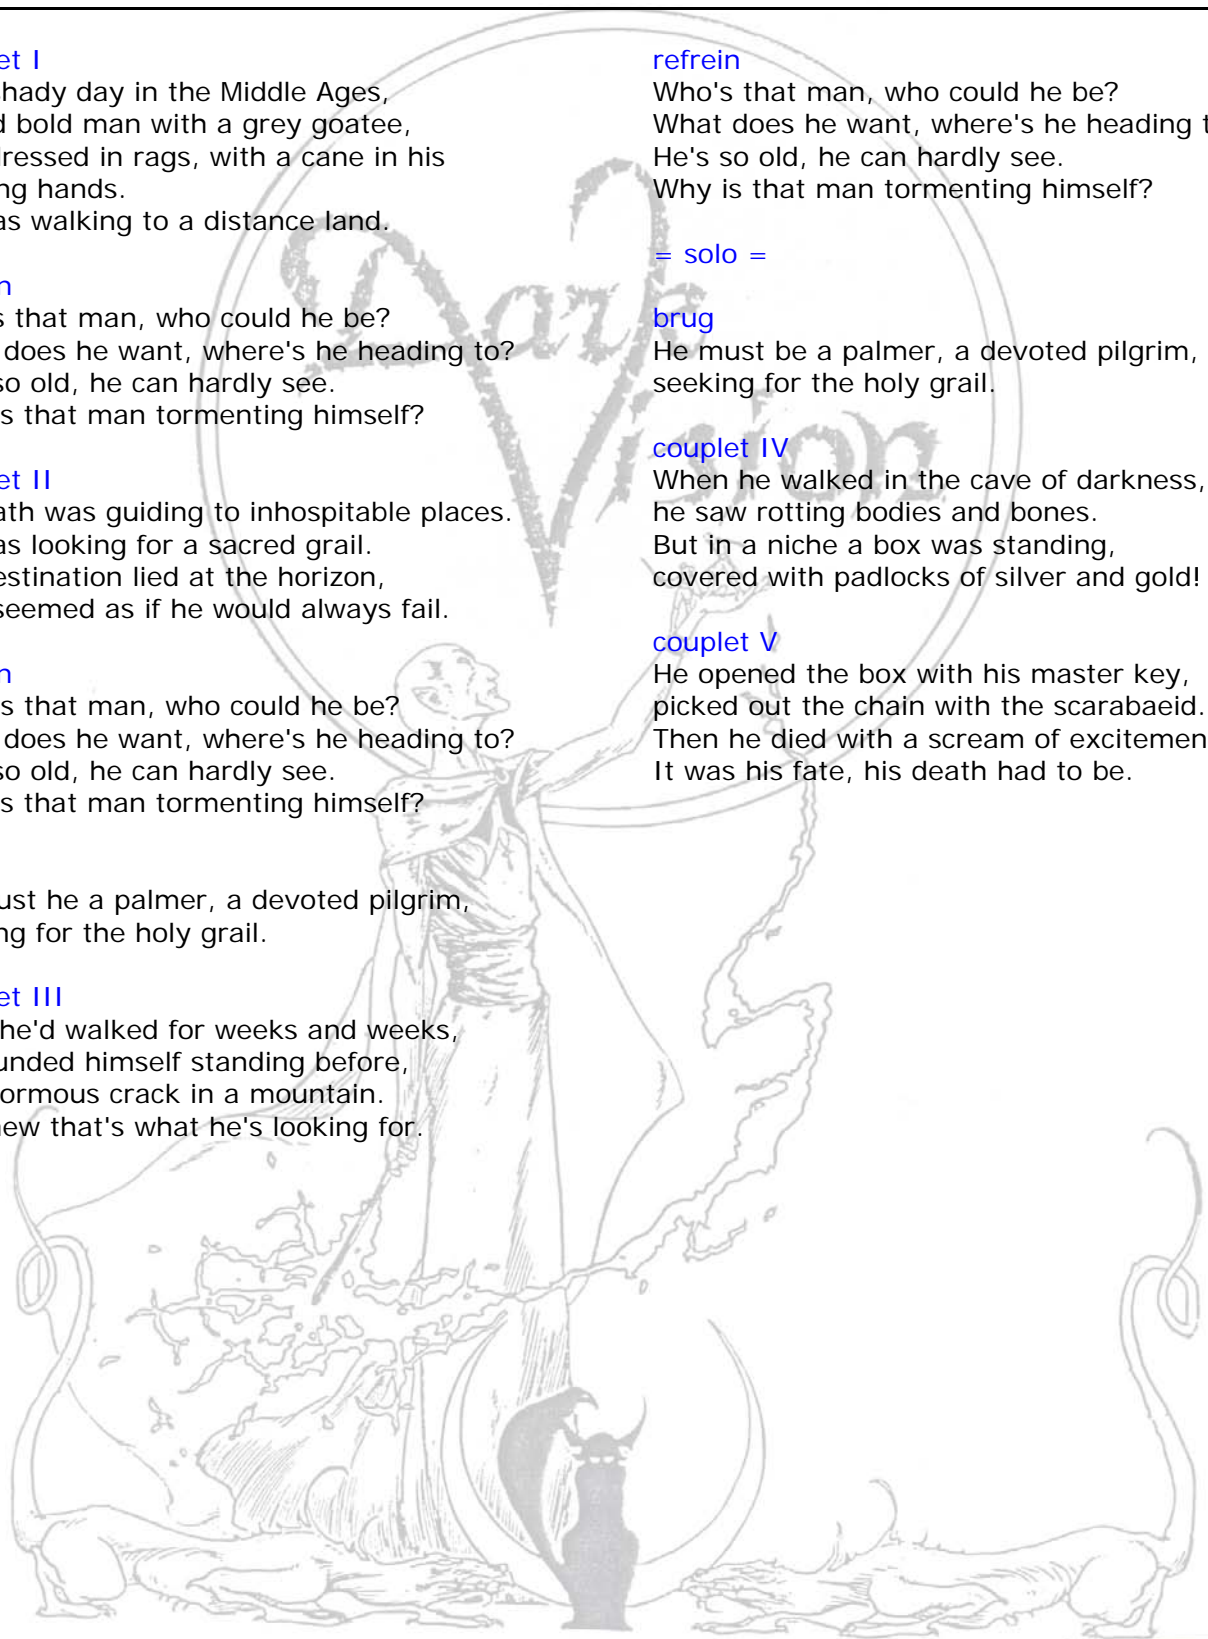 et I
hady day in the Middle Ages,
d bold man with a grey goatee,
dressed in rags, with a cane in his
ng hands.
as walking to a distance land.
n
s that man, who could he be?
does he want, where's he heading to?
so old, he can hardly see.
s that man tormenting himself?
et II
ath was guiding to inhospitable places.
as looking for a sacred grail.
estination lied at the horizon,
seemed as if he would always fail.
n
s that man, who could he be?
does he want, where's he heading to?
so old, he can hardly see.
s that man tormenting himself?
ust he a palmer, a devoted pilgrim,
ng for the holy grail.
et III
he'd walked for weeks and weeks,
unded himself standing before,
ormous crack in a mountain.
new that's what he's looking for.
refrein
Who's that man, who could he be?
What does he want, where's he heading t
He's so old, he can hardly see.
Why is that man tormenting himself?
= solo =
brug
He must be a palmer, a devoted pilgrim,
seeking for the holy grail.
couplet IV
When he walked in the cave of darkness,
he saw rotting bodies and bones.
But in a niche a box was standing,
covered with padlocks of silver and gold!
couplet V
He opened the box with his master key,
picked out the chain with the scarabaeid.
Then he died with a scream of excitemen
It was his fate, his death had to be.
Dark
Vision